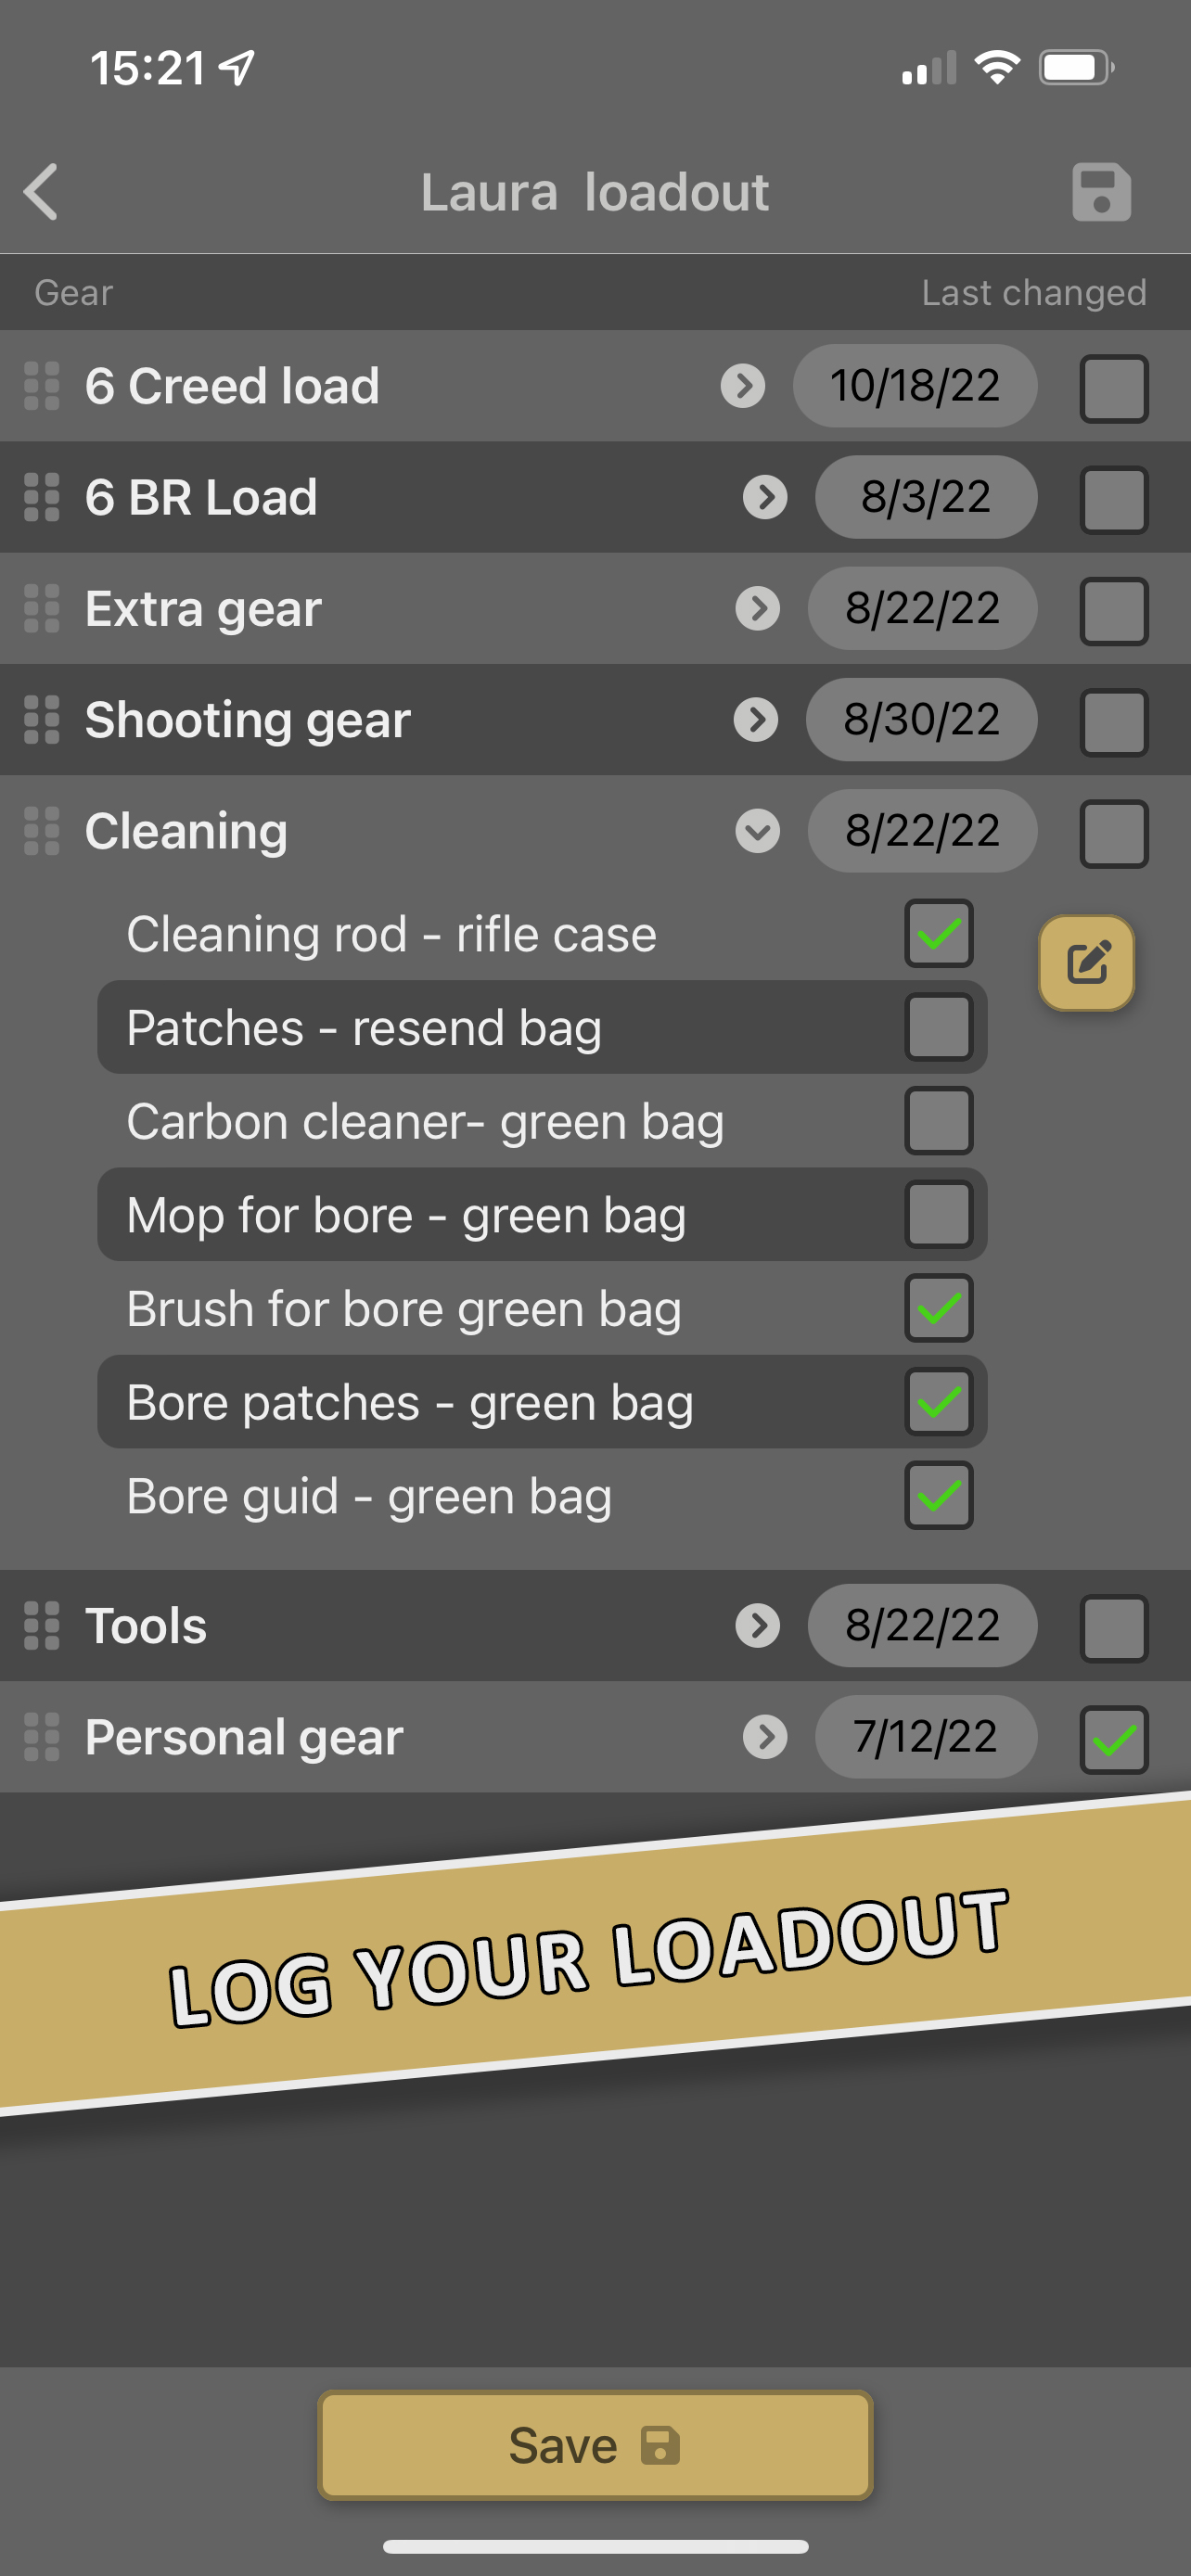 15:21
Laura loadout
Gear Last changed
6 Creed load 10/18/22
6 BR Load 8/3/22
Extra gear 8/22/22
Shooting gear 8/30/22
Cleaning 8/22/22
Cleaning rod - rifle case
Patches - resend bag
Carbon cleaner- green bag
Mop for bore - green bag
Brush for bore green bag
Bore patches - green bag
Bore guid - green bag
Tools 8/22/22
Personal gear 7/12/22
LOG YOUR LOADOUT
Save